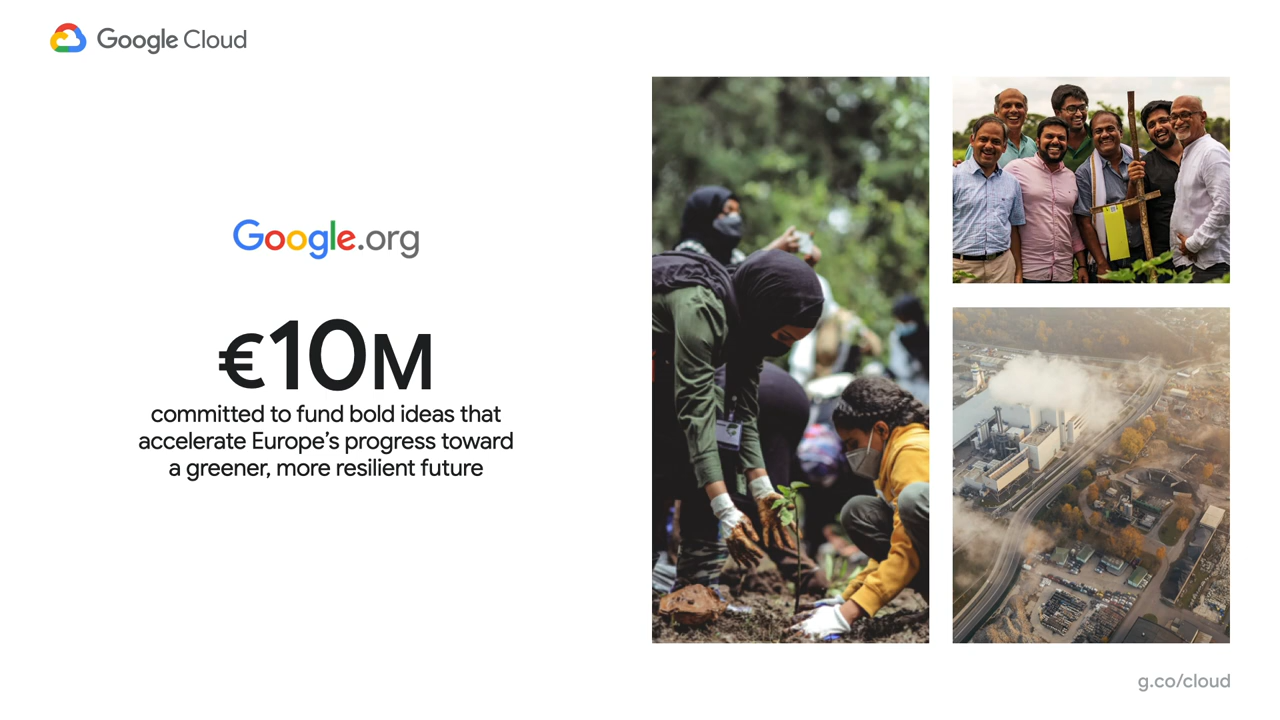 Google Cloud
Google.org
€10M
committed to fund bold ideas that
accelerate Europe's progress toward
a greener, more resilient future
g.co/cloud